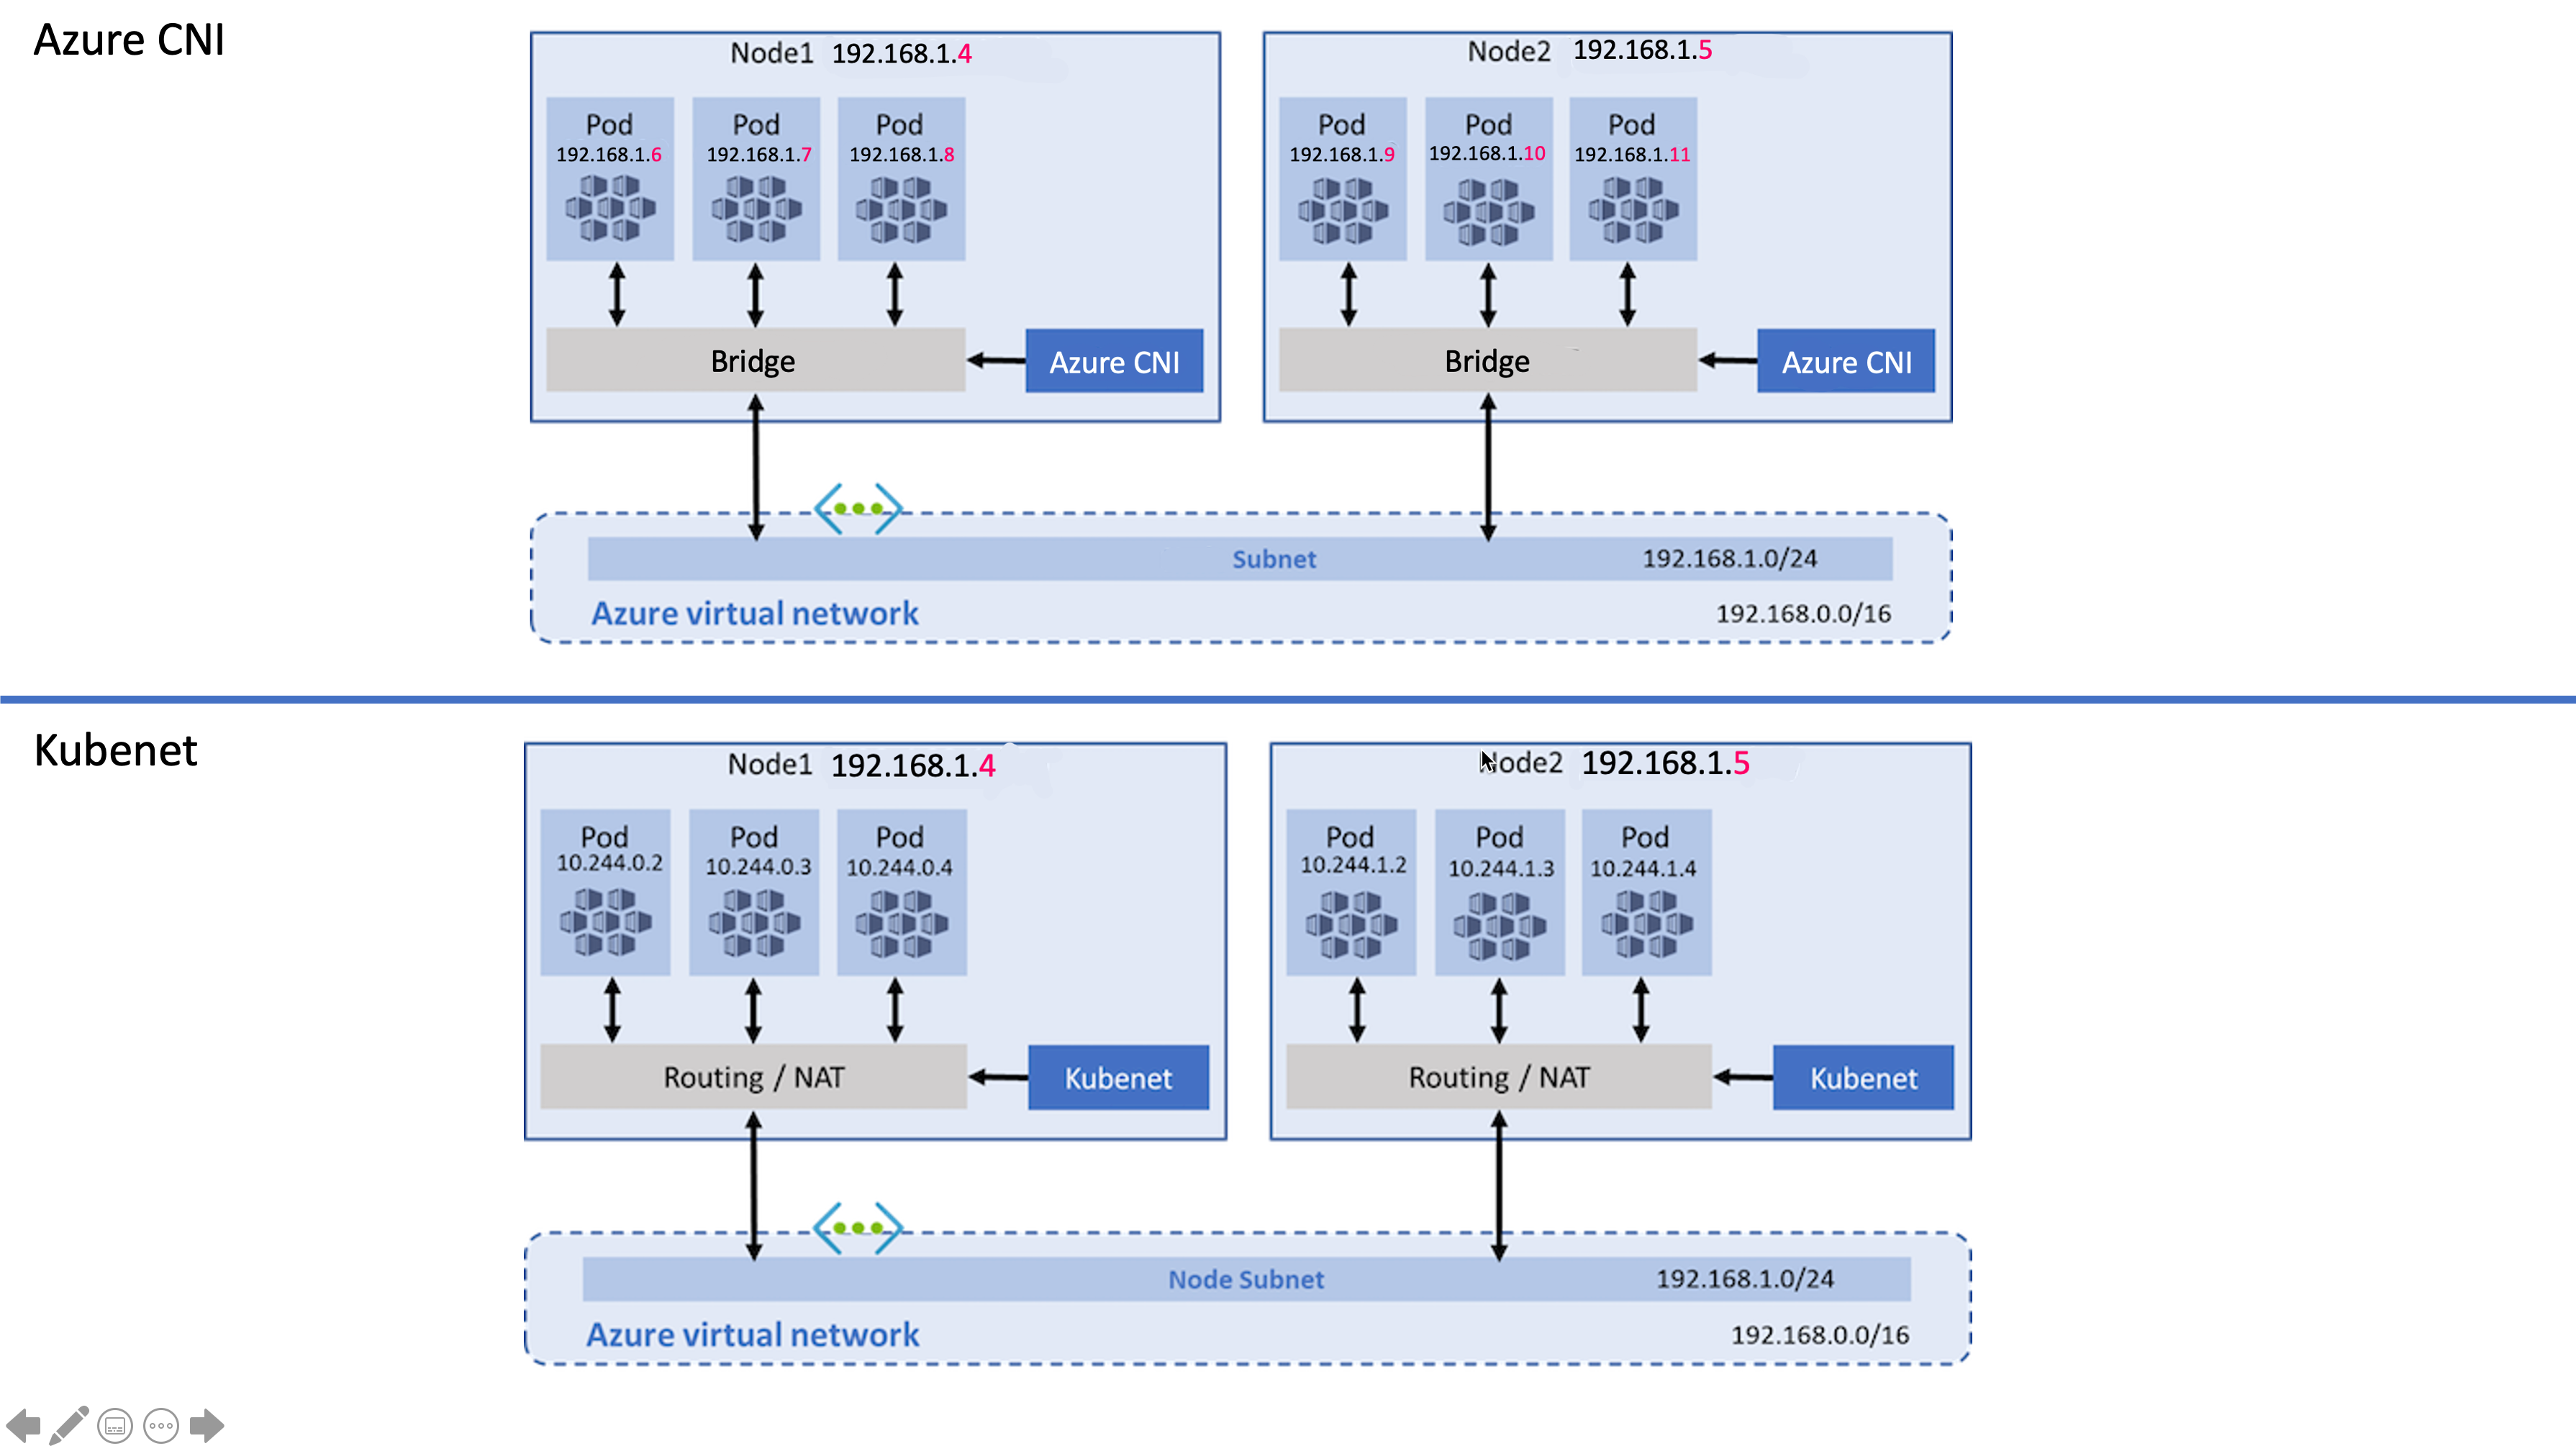 Azure CNI
Node1 192.168.1.4
Node2 192.168.1.5
Pod
192.168.1.6
Pod
192.168.1.7
Pod
192.168.1.8
Pod
192.168.1.9
Pod
192.168.1.10
Pod
192.168.1.11
Bridge
Azure CNI
Bridge
Azure CNI
Subnet
192.168.1.0/24
Azure virtual network
192.168.0.0/16
Kubenet
Node1 192.168.1.4
Node2 192.168.1.5
Pod
10.244.0.2
Pod
10.244.0.3
Pod
10.244.0.4
Pod
10.244.1.2
Pod
10.244.1.3
Pod
10.244.1.4
Routing / NAT
Kubenet
Routing / NAT
Kubenet
Node Subnet
192.168.1.0/24
Azure virtual network
192.168.0.0/16